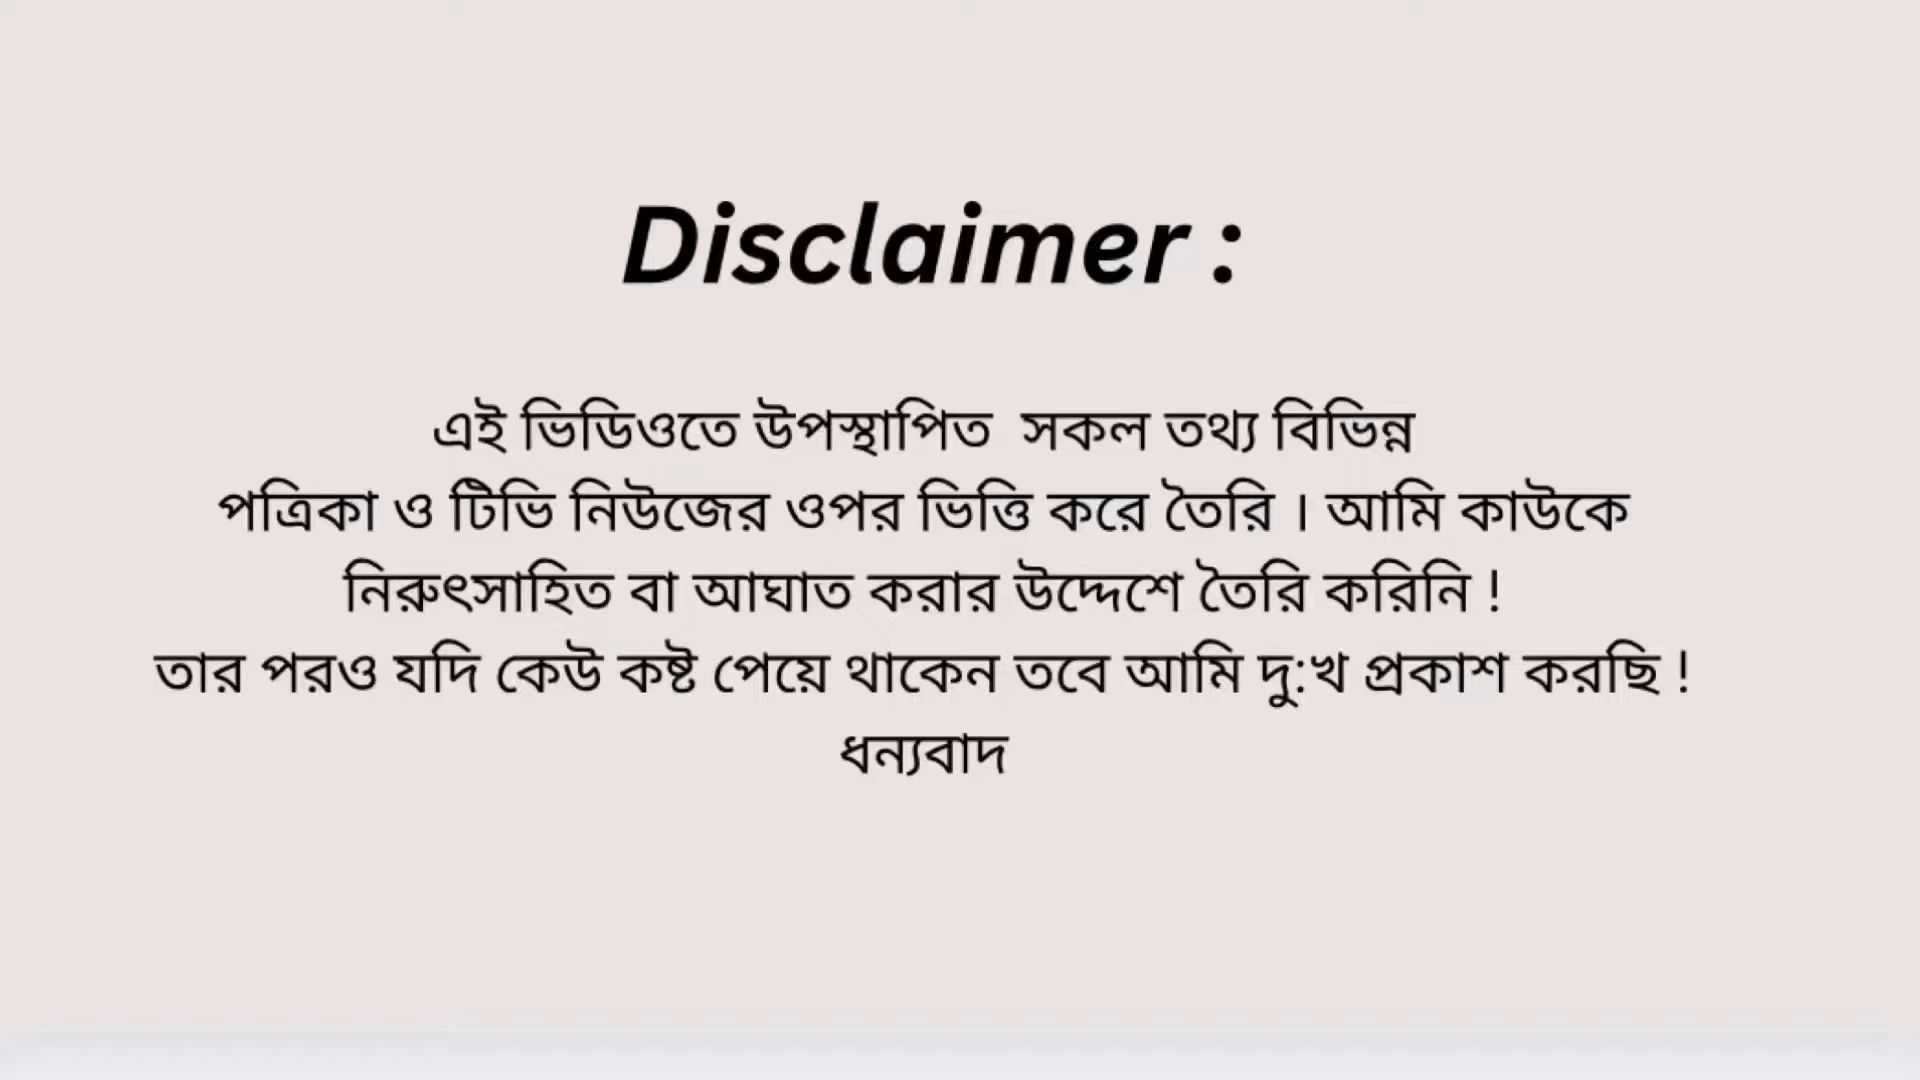 Disclaimer :
এই ভিডিওতে উপস্থাপিত সকল তথ্য বিভিন্ন
পত্রিকা ও টিভি নিউজের ওপর ভিত্তি করে তৈরি । আমি কাউকে
নিরুৎসাহিত বা আঘাত করার উদ্দেশে তৈরি করিনি !
তার পরও যদি কেউ কষ্ট পেয়ে থাকেন তবে আমি দু:খ প্রকাশ করছি !
ধন্যবাদ